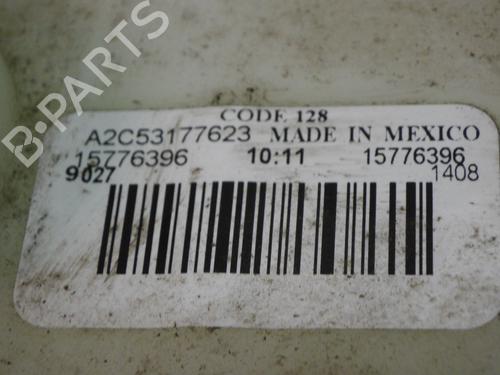 B-PARTS
CODE 128
A2C53177623 MADE IN MEXICO
15776396 10:11 15776396
9027 1408